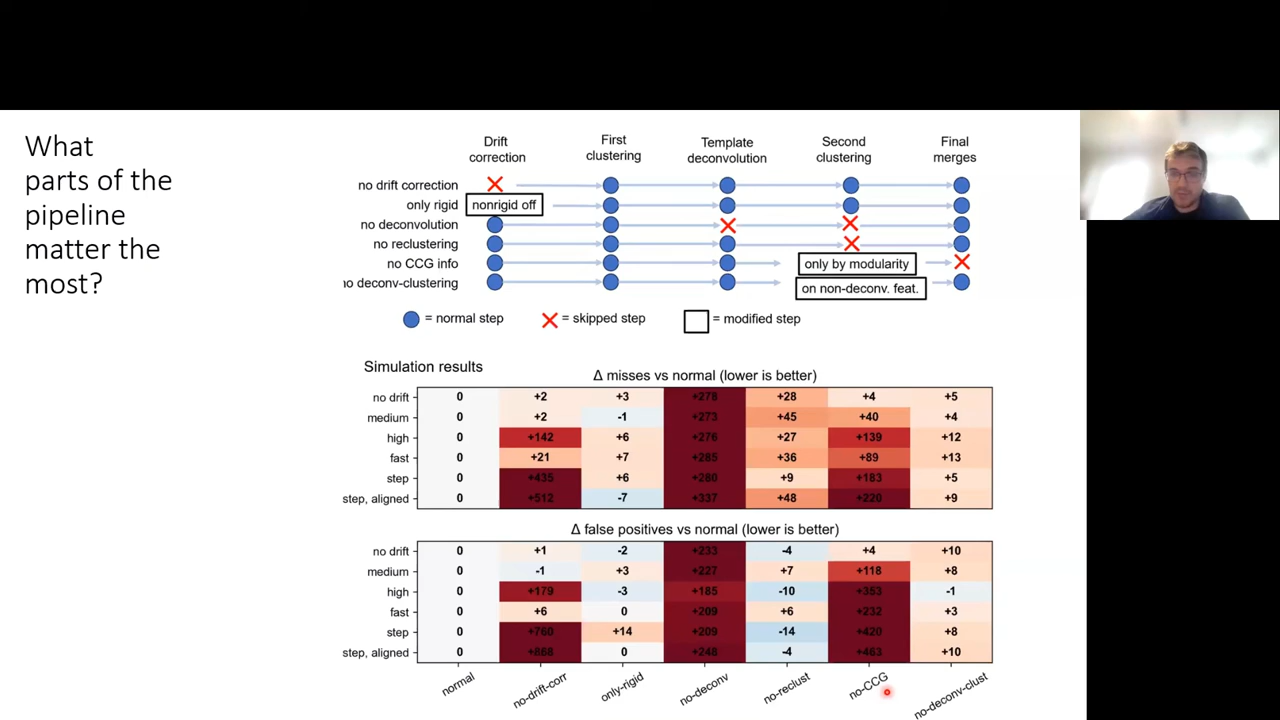 What
parts of the
pipeline
matter the
most?
Drift
correction
First
clustering
Template
deconvolution
Second
clustering
Final
merges
no drift correction
only rigid
nonrigid off
no deconvolution
no reclustering
no CCG info
only by modularity
o deconv-clustering
on non-deconv. feat.
= normal step
= skipped step
= modified step
Simulation results
Δ misses vs normal (lower is better)
no drift 0 +2 +3 +278 +28 +4 +5
medium 0 +2 -1 +273 +45 +40 +4
high 0 +142 +6 +276 +27 +139 +12
fast 0 +21 +7 +285 +36 +89 +13
step 0 +435 +6 +280 +9 +183 +5
step, aligned 0 +512 -7 +337 +48 +220 +9
Δ false positives vs normal (lower is better)
no drift 0 +1 -2 +233 -4 +4 +10
medium 0 -1 +3 +227 +7 +118 +8
high 0 +179 -3 +185 -10 +353 -1
fast 0 +6 0 +209 +6 +232 +3
step 0 +760 +14 +209 -14 +420 +8
step, aligned 0 +868 0 +248 -4 +463 +10
normal
no-drift-corr
only-rigid
no-deconv
no-reclust
no-CCG
no-deconv-clust